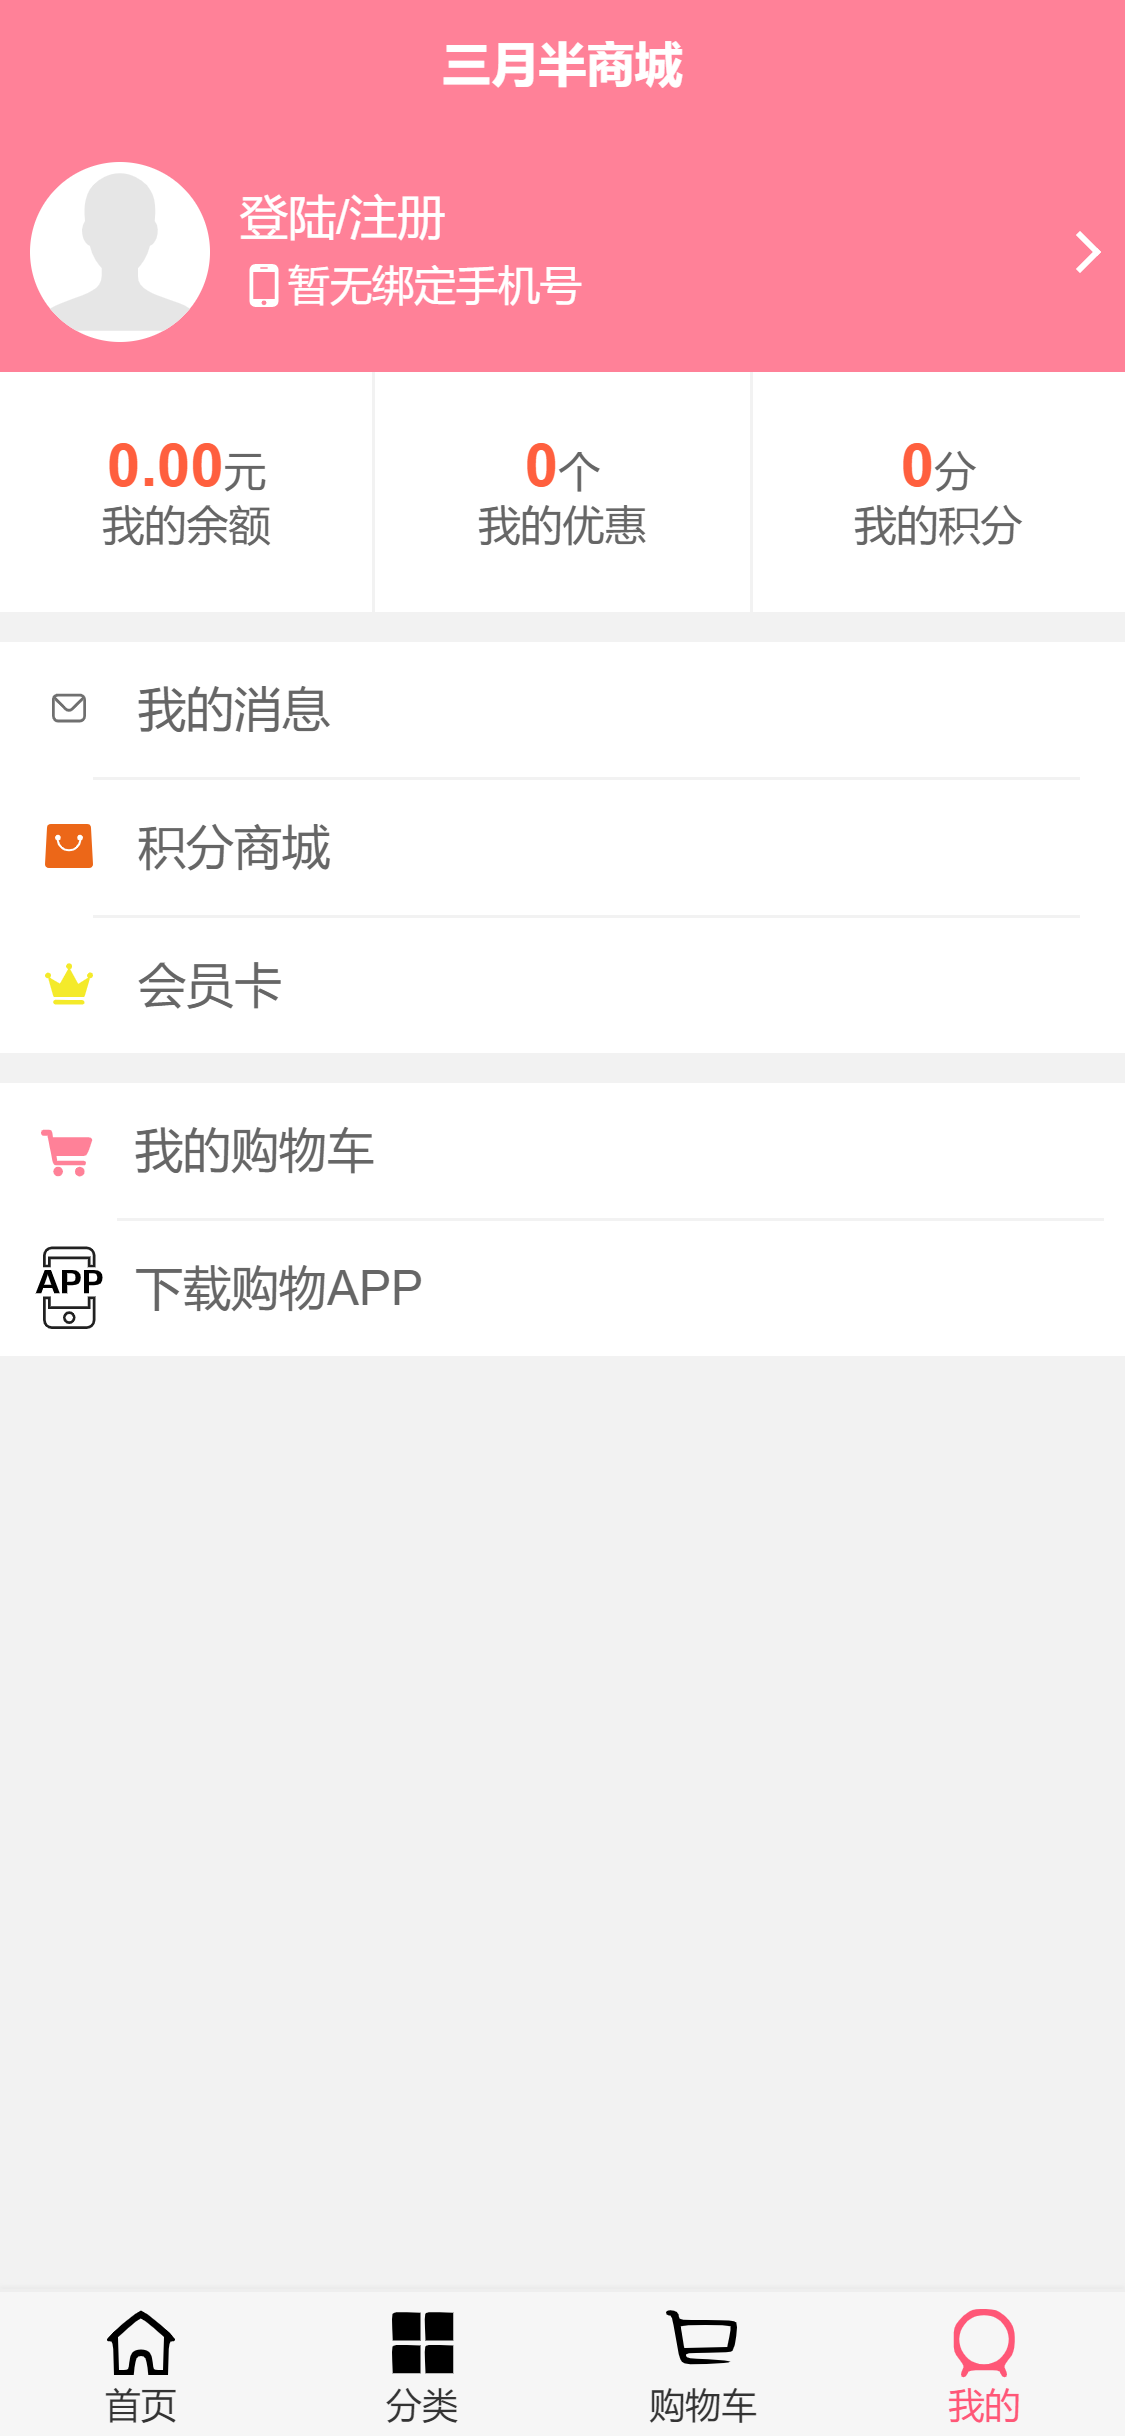 三月半商城
登陆/注册
暂无绑定手机号
0.00元
我的余额
0个
我的优惠
0分
我的积分
我的消息
积分商城
会员卡
我的购物车
APP
下载购物APP
首页
分类
购物车
我的